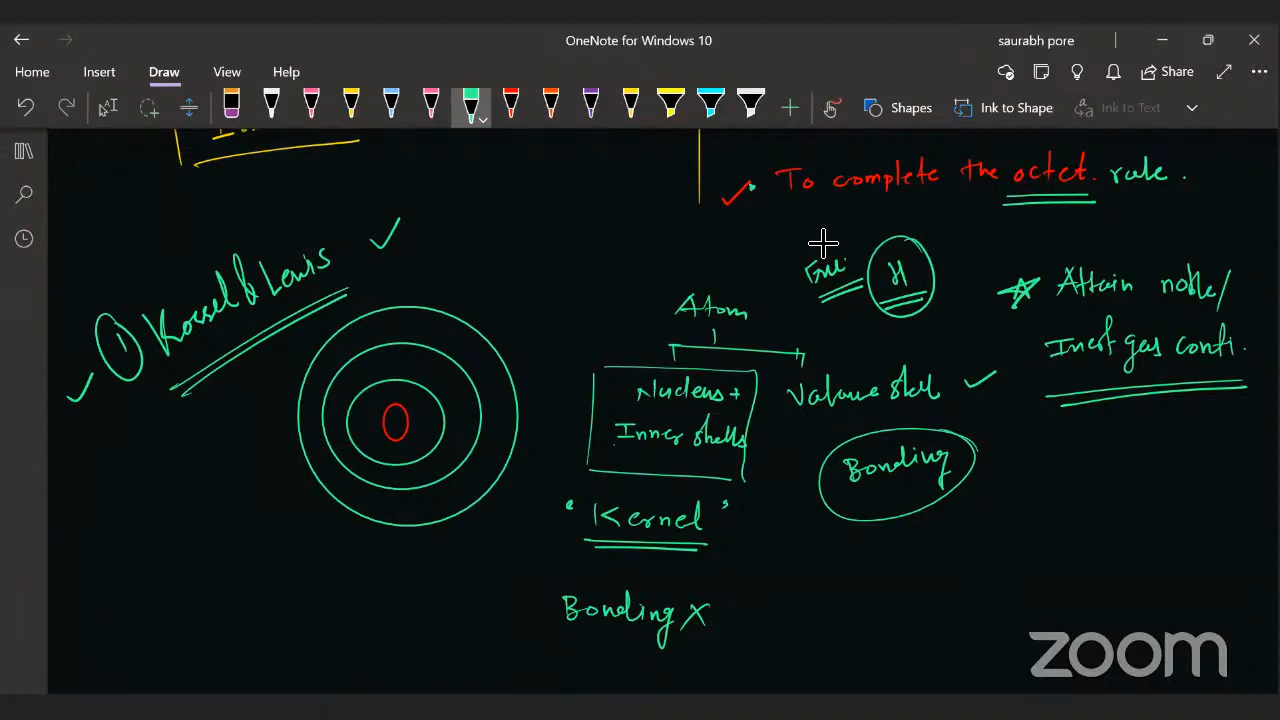 OneNote for Windows 10
saurabh pore
Home Insert Draw View Help
Share
Shapes
Ink to Shape
Ink to Text
To complete the octet. rule.
① Kossel & Lewis
H
Attain noble/
Inert gas confi.
Atom
Nucleus +
Inner shells
Valance shell
Bonding
"Kernel"
Bonding X
zoom